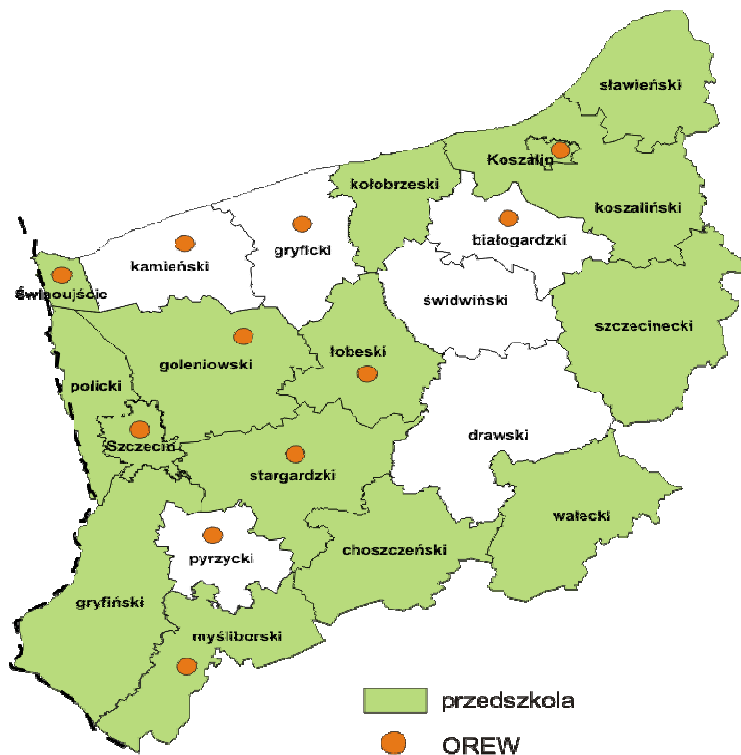 sławieński
Koszalin
kołobrzeski
koszaliński
białogardzki
gryficki
kamieński
Świnoujście
świdwiński
szczecinecki
łobeski
goleniowski
policki
drawski
Szczecin
stargardzki
wałecki
choszczeński
pyrzycki
gryfiński
myśliborski
przedszkola
OREW